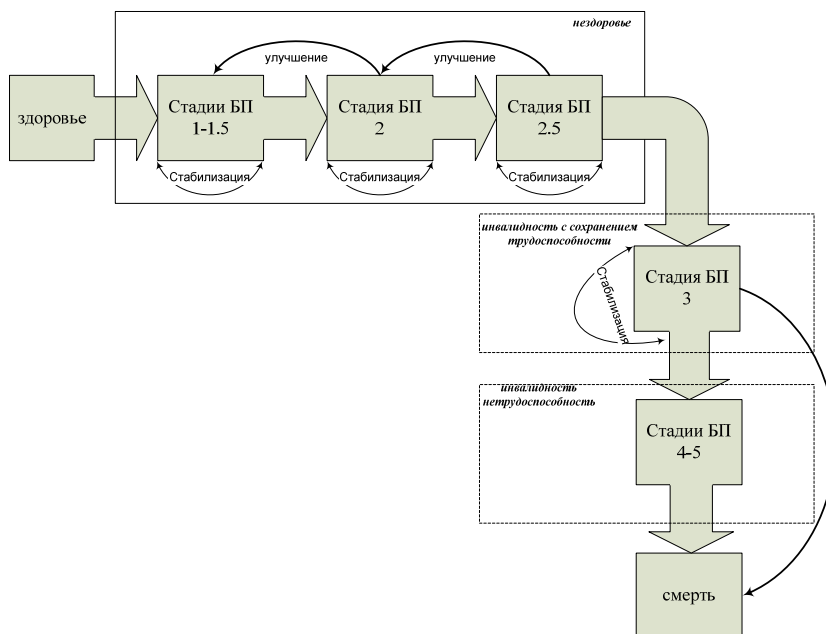 нездоровье
улучшение
улучшение
здоровье
Стадии БП
1-1.5
Стадия БП
2
Стадия БП
2.5
Стабилизация
Стабилизация
Стабилизация
инвалидность с сохранением
трудоспособности
Стадия БП
3
Стабилизация
инвалидность
нетрудоспособность
Стадии БП
4-5
смерть